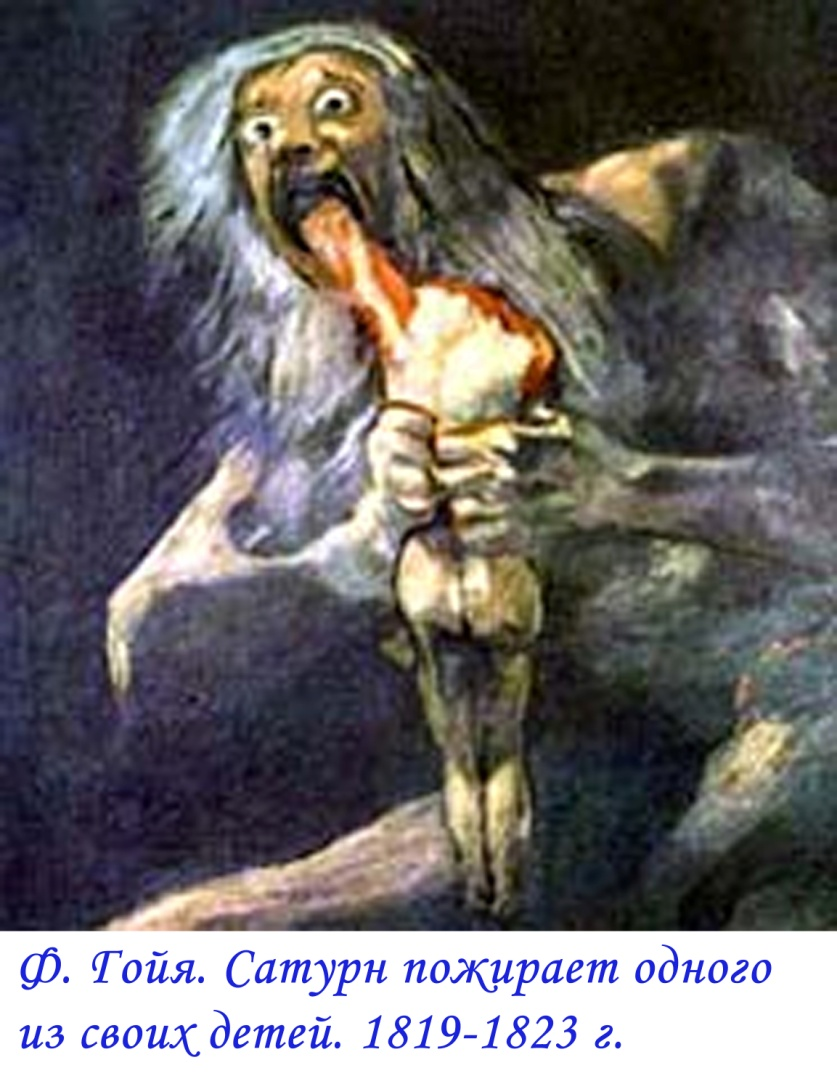 Ф. Гойя. Сатурн пожирает одного
из своих детей. 1819-1823 г.